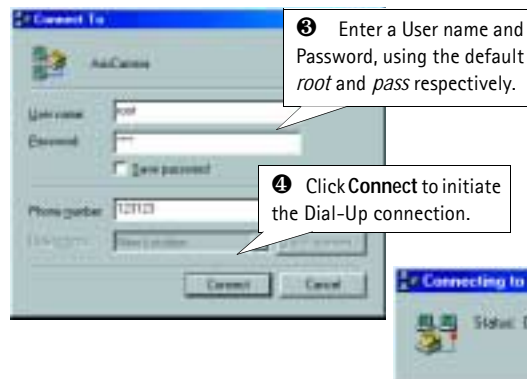 Connect To
❸ Enter a User name and
Password, using the default
root and pass respectively.
AxisCamera
User name: root
Password: ****
Save password
❹ Click Connect to initiate
the Dial-Up connection.
Phone number: 123123
Connect Cancel
Connecting to
Status: